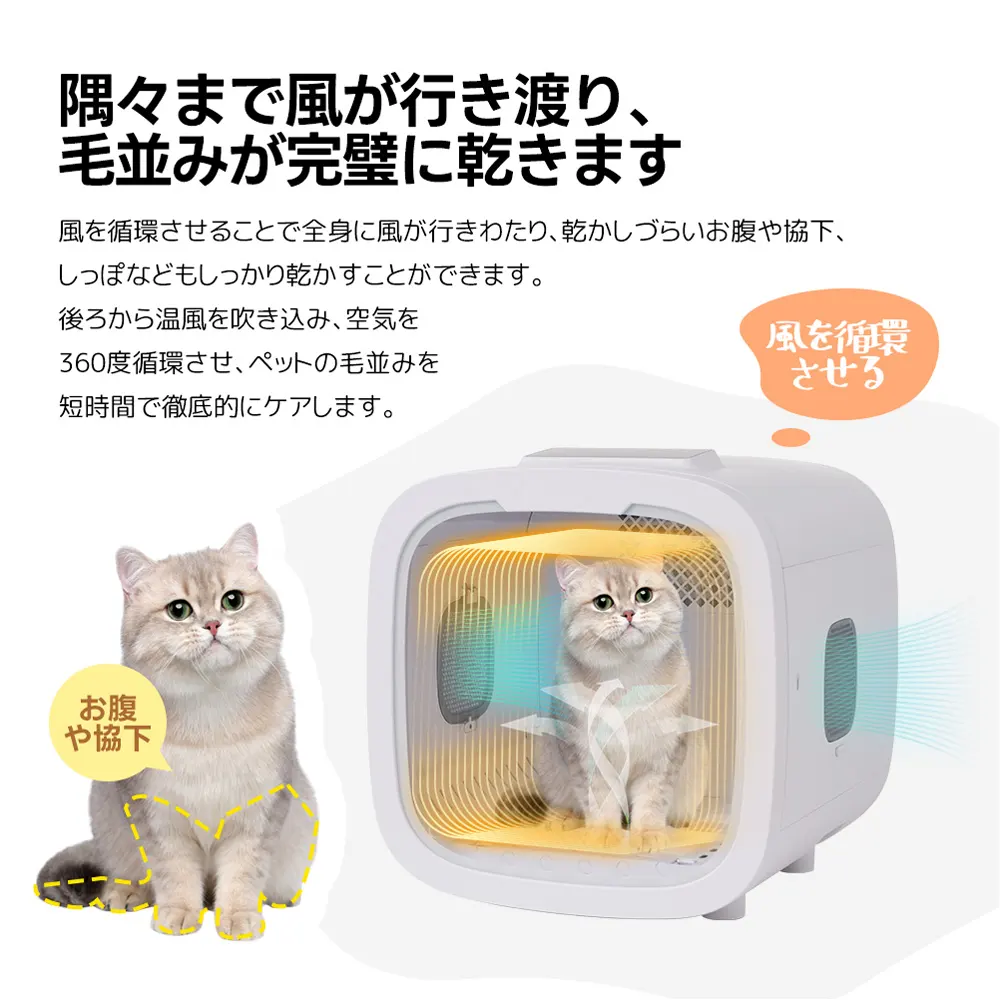 隅々まで風が行き渡り、
毛並みが完璧に乾きます
風を循環させることで全身に風が行きわたり、乾かしづらいお腹や協下、
しっぽなどもしっかり乾かすことができます。
後ろから温風を吹き込み、空気を
360度循環させ、ペットの毛並みを
短時間で徹底的にケアします。
風を循環
させる
お腹
や協下